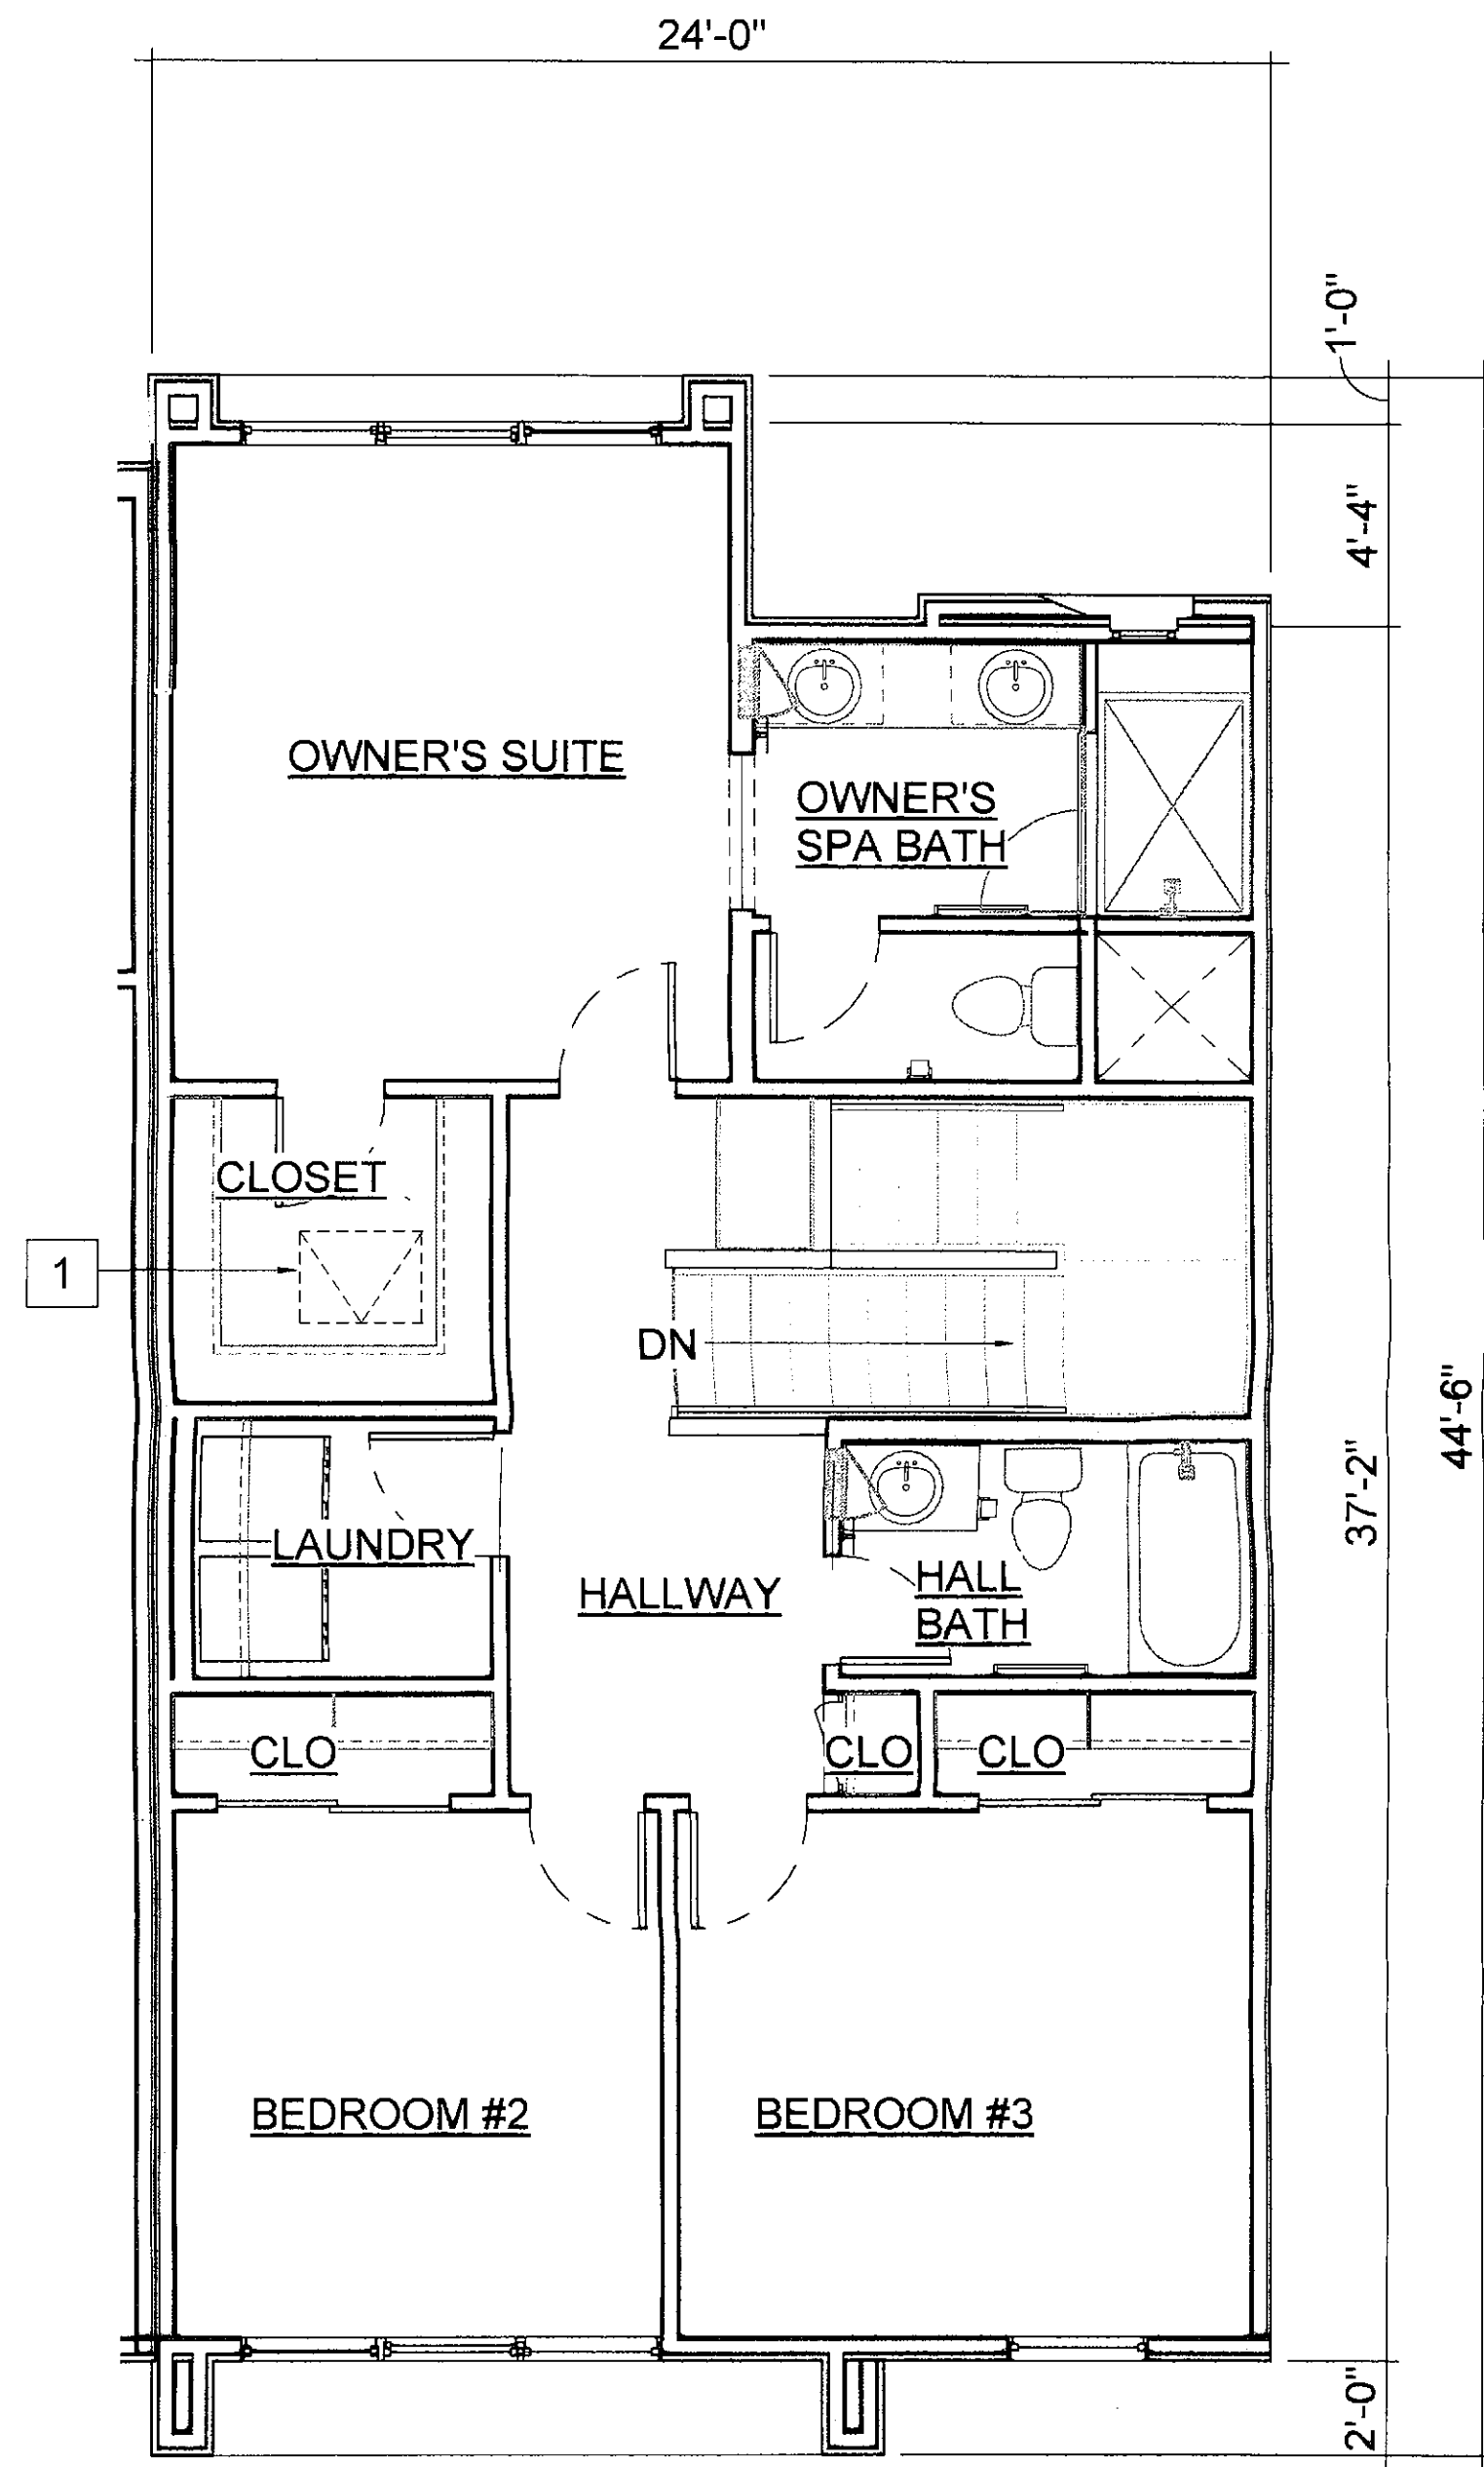 24'-0"
1'-0"
4'-4"
OWNER'S SUITE
OWNER'S
SPA BATH
CLOSET
1
DN
44'-6"
37'-2"
LAUNDRY
HALLWAY
HALL
BATH
CLO
CLO
CLO
BEDROOM #2
BEDROOM #3
2'-0"